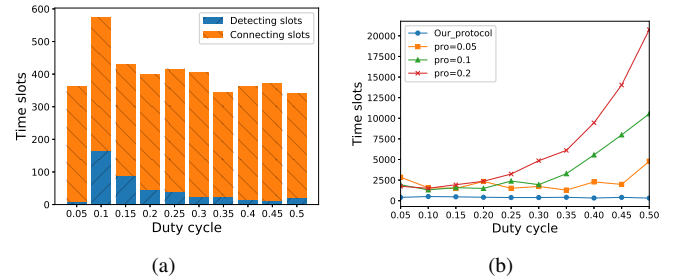 600
500
400
300
200
100
0
Time slots
Detecting slots
Connecting slots
0.05 0.1 0.15 0.2 0.25 0.3 0.35 0.4 0.45 0.5
Duty cycle
(a)
20000
17500
15000
12500
10000
7500
5000
2500
0
Time slots
Our_protocol
pro=0.05
pro=0.1
pro=0.2
0.05 0.10 0.15 0.20 0.25 0.30 0.35 0.40 0.45 0.50
Duty cycle
(b)